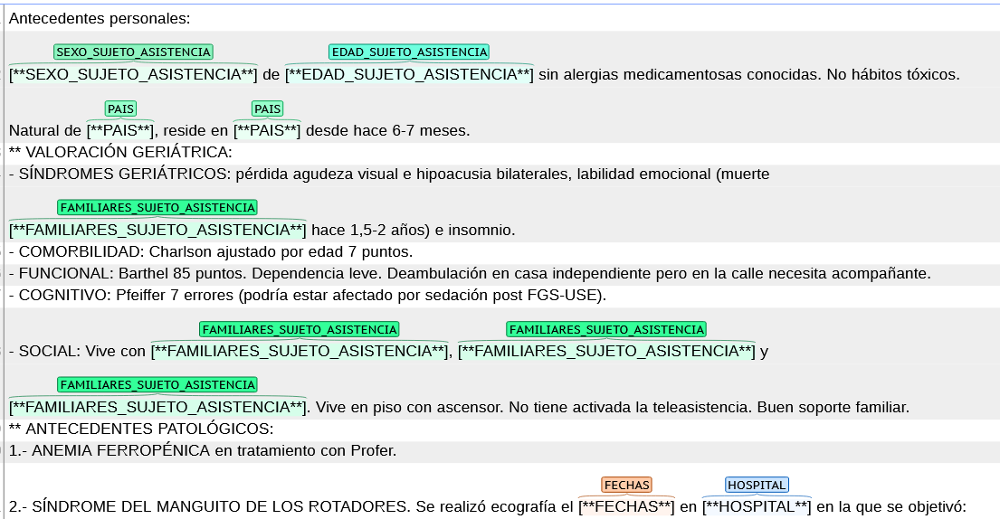 Antecedentes personales:
SEXO_SUJETO_ASISTENCIA EDAD_SUJETO_ASISTENCIA
[**SEXO_SUJETO_ASISTENCIA**] de [**EDAD_SUJETO_ASISTENCIA**] sin alergias medicamentosas conocidas. No hábitos tóxicos.
PAIS PAIS
Natural de [**PAIS**], reside en [**PAIS**] desde hace 6-7 meses.
** VALORACIÓN GERIÁTRICA:
- SÍNDROMES GERIÁTRICOS: pérdida agudeza visual e hipoacusia bilaterales, labilidad emocional (muerte
FAMILIARES_SUJETO_ASISTENCIA
[**FAMILIARES_SUJETO_ASISTENCIA**] hace 1,5-2 años) e insomnio.
- COMORBILIDAD: Charlson ajustado por edad 7 puntos.
- FUNCIONAL: Barthel 85 puntos. Dependencia leve. Deambulación en casa independiente pero en la calle necesita acompañante.
- COGNITIVO: Pfeiffer 7 errores (podría estar afectado por sedación post FGS-USE).
FAMILIARES_SUJETO_ASISTENCIA FAMILIARES_SUJETO_ASISTENCIA
- SOCIAL: Vive con [**FAMILIARES_SUJETO_ASISTENCIA**], [**FAMILIARES_SUJETO_ASISTENCIA**] y
FAMILIARES_SUJETO_ASISTENCIA
[**FAMILIARES_SUJETO_ASISTENCIA**]. Vive en piso con ascensor. No tiene activada la teleasistencia. Buen soporte familiar.
** ANTECEDENTES PATOLÓGICOS:
1.- ANEMIA FERROPÉNICA en tratamiento con Profer.
FECHAS HOSPITAL
2.- SÍNDROME DEL MANGUITO DE LOS ROTADORES. Se realizó ecografía el [**FECHAS**] en [**HOSPITAL**] en la que se objetivó: